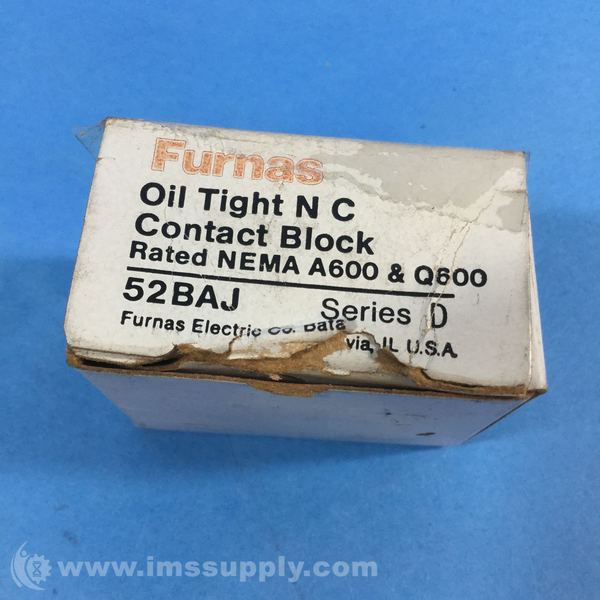 Furnas
Oil Tight N C
Contact Block
Rated NEMA A600 & Q600
52BAJ Series D
Furnas Electric Co. Bata
via, IL U.S.A.
www.imssupply.com